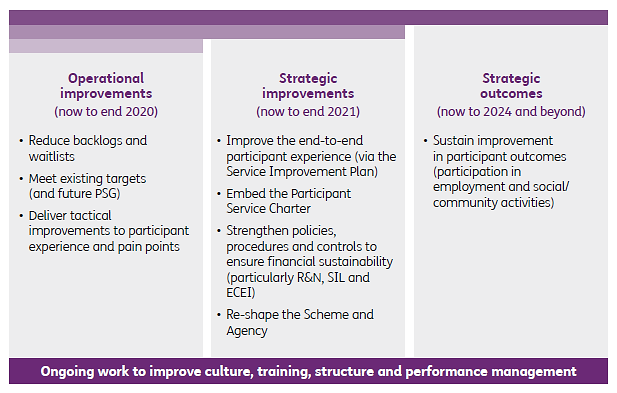 Operational
improvements
(now to end 2020)
• Reduce backlogs and
waitlists
• Meet existing targets
(and future PSG)
• Deliver tactical
improvements to participant
experience and pain points
Strategic
improvements
(now to end 2021)
• Improve the end-to-end
participant experience (via the
Service Improvement Plan)
• Embed the Participant
Service Charter
• Strengthen policies,
procedures and controls to
ensure financial sustainability
(particularly R&N, SIL and
ECEI)
• Re-shape the Scheme and
Agency
Strategic
outcomes
(now to 2024 and beyond)
• Sustain improvement
in participant outcomes
(participation in
employment and social/
community activities)
Ongoing work to improve culture, training, structure and performance management